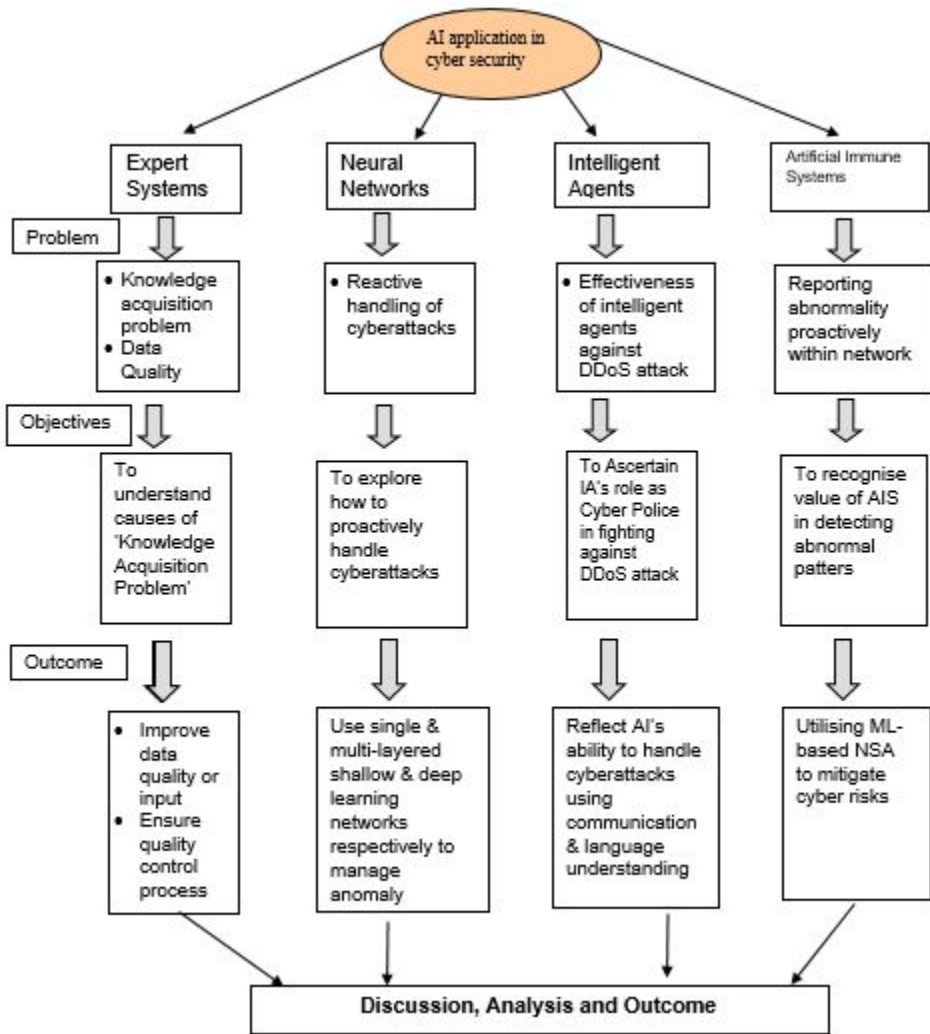 AI application in
cyber security
Expert
Systems
Neural
Networks
Intelligent
Agents
Artificial Immune
Systems
Problem
• Knowledge
acquisition
problem
• Data
Quality
• Reactive
handling of
cyberattacks
• Effectiveness
of intelligent
agents
against
DDoS attack
Reporting
abnormality
proactively
within network
Objectives
To
understand
causes of
'Knowledge
Acquisition
Problem'
To explore
how to
proactively
handle
cyberattacks
To Ascertain
IA's role as
Cyber Police
in fighting
against
DDoS attack
To recognise
value of AIS
in detecting
abnormal
patters
Outcome
• Improve
data
quality or
input
• Ensure
quality
control
process
Use single &
multi-layered
shallow & deep
learning
networks
respectively to
manage
anomaly
Reflect AI's
ability to handle
cyberattacks
using
communication
& language
understanding
Utilising ML-
based NSA
to mitigate
cyber risks
Discussion, Analysis and Outcome